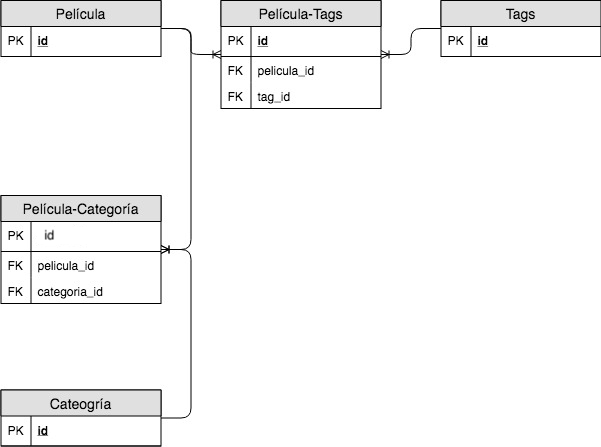 Película
PK id
Película-Tags
PK id
FK pelicula_id
FK tag_id
Tags
PK id
Película-Categoría
PK id
FK pelicula_id
FK categoria_id
Cateogría
PK id